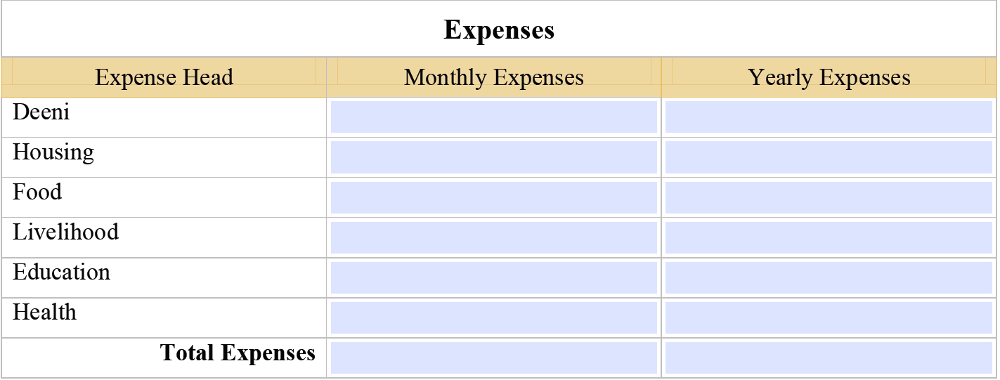 Expenses
Expense Head Monthly Expenses Yearly Expenses
Deeni
Housing
Food
Livelihood
Education
Health
Total Expenses